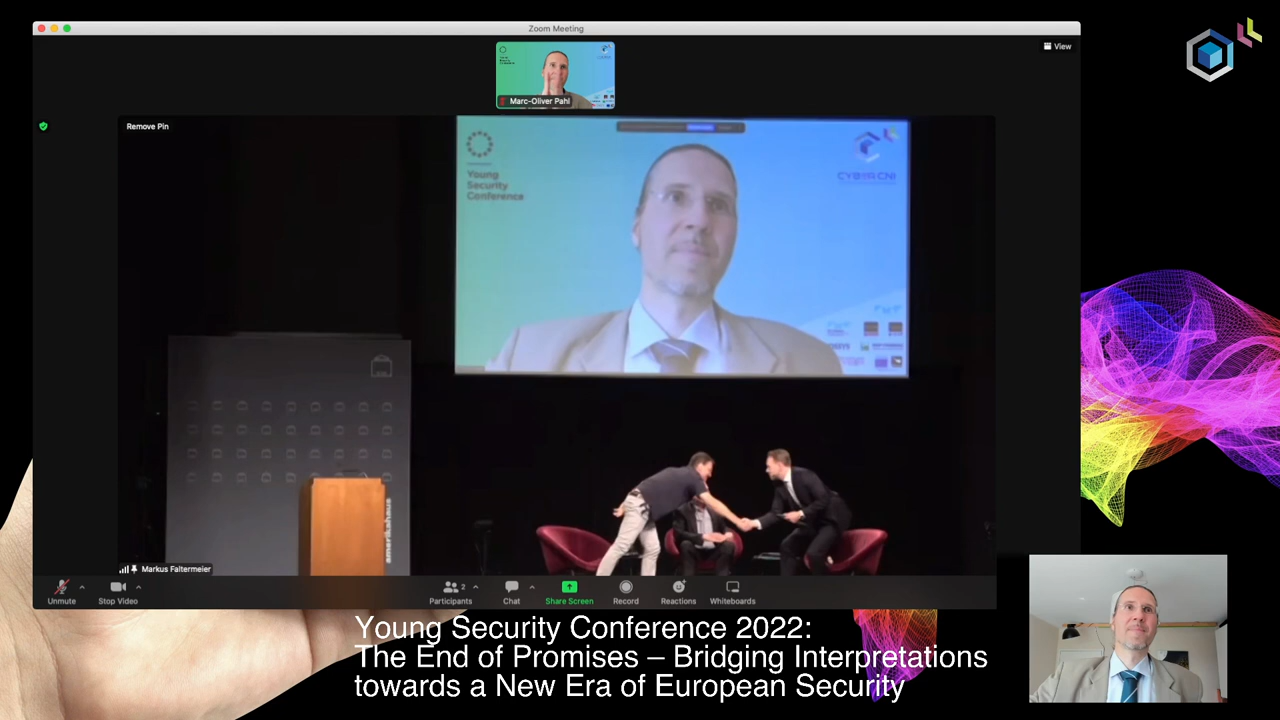 Zoom Meeting
View
Marc-Oliver Pahl
Remove Pin
Young
Security
Conference
CYBER CNI
amerikahaus
Markus Faltermeier
Unmute
Stop Video
Participants
2
Chat
Share Screen
Record
Reactions
Whiteboards
Young Security Conference 2022:
The End of Promises – Bridging Interpretations
towards a New Era of European Security